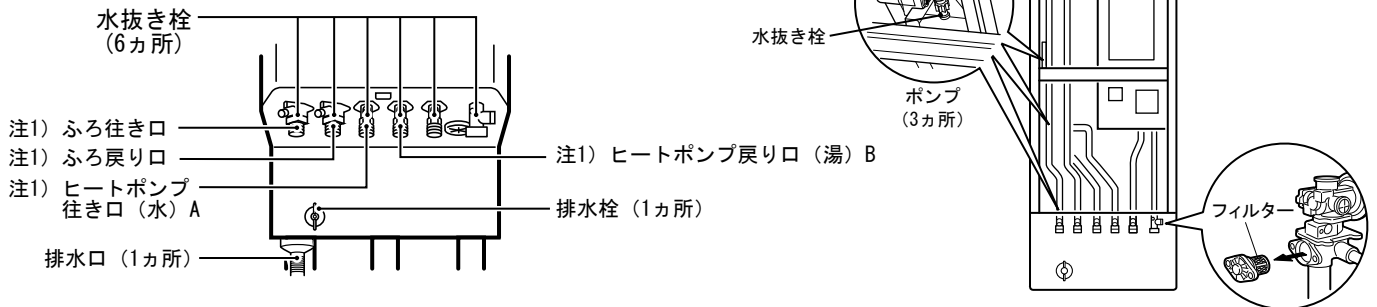 水抜き栓
(6ヵ所)
注1) ふろ往き口
注1) ふろ戻り口
注1) ヒートポンプ
往き口 (水) A
排水口 (1ヵ所)
注1) ヒートポンプ戻り口 (湯) B
排水栓 (1ヵ所)
水抜き栓
ポンプ
(3ヵ所)
フィルター